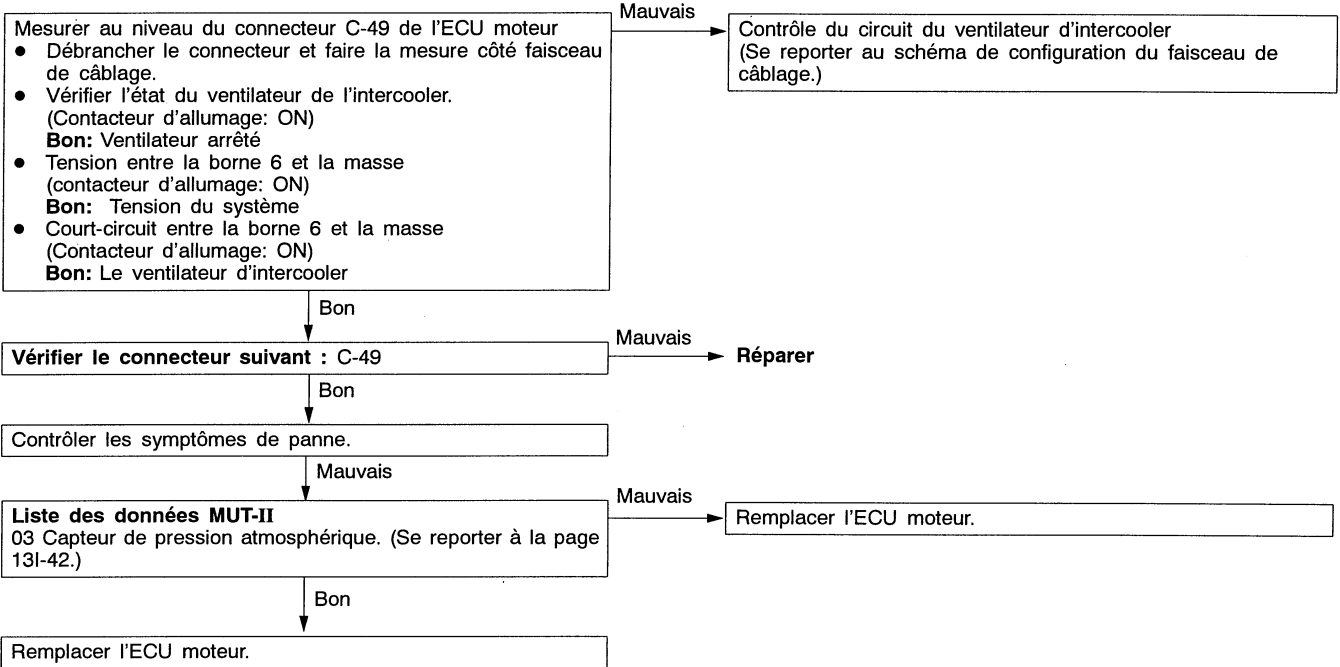 Mesurer au niveau du connecteur C-49 de l'ECU moteur
● Débrancher le connecteur et faire la mesure côté faisceau
de câblage.
● Vérifier l'état du ventilateur de l'intercooler.
(Contacteur d'allumage: ON)
Bon: Ventilateur arrêté
● Tension entre la borne 6 et la masse
(contacteur d'allumage: ON)
Bon: Tension du système
● Court-circuit entre la borne 6 et la masse
(Contacteur d'allumage: ON)
Bon: Le ventilateur d'intercooler
Mauvais
Contrôle du circuit du ventilateur d'intercooler
(Se reporter au schéma de configuration du faisceau de
câblage.)
Bon
Vérifier le connecteur suivant : C-49
Mauvais
Réparer
Bon
Contrôler les symptômes de panne.
Mauvais
Liste des données MUT-II
03 Capteur de pression atmosphérique. (Se reporter à la page
13I-42.)
Mauvais
Remplacer l'ECU moteur.
Bon
Remplacer l'ECU moteur.